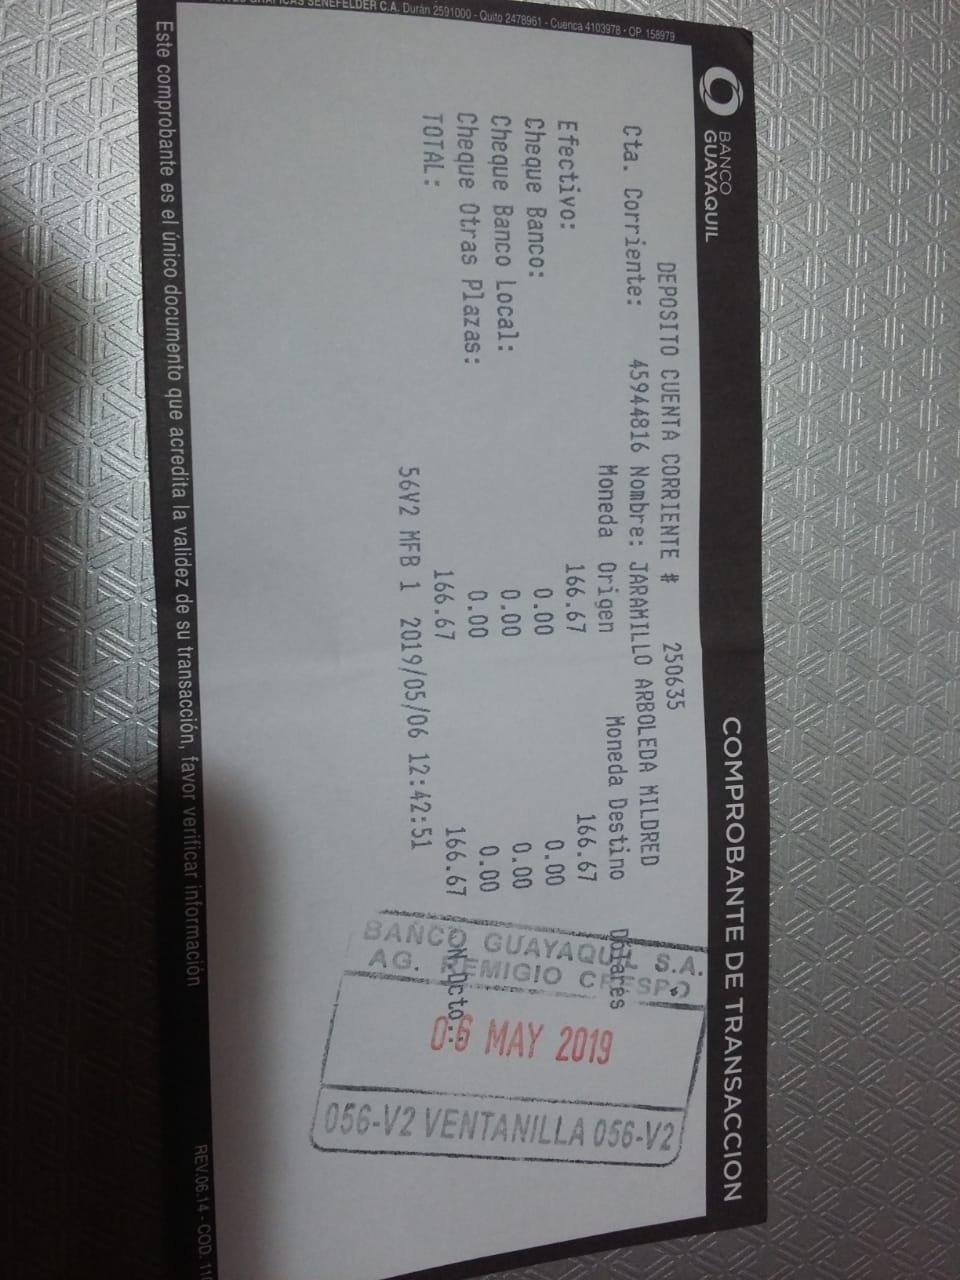 BANCO
GUAYAQUIL
COMPROBANTE DE TRANSACCION
DEPOSITO CUENTA CORRIENTE # 250635
Cta. Corriente: 45944816 Nombre: JARAMILLO ARBOLEDA MILDRED
Moneda Origen Moneda Destino Dólares
Efectivo: 166.67 166.67
Cheque Banco: 0.00 0.00
Cheque Banco Local: 0.00 0.00
Cheque Otras Plazas: 0.00 0.00
TOTAL: 166.67 166.67 N.Dcto.:
56V2 MFB 1 2019/05/06 12:42:51
BANCO GUAYAQUIL S.A.
AG. REMIGIO CRESPO
06 MAY 2019
056-V2 VENTANILLA 056-V2
Este comprobante es el único documento que acredita la validez de su transacción, favor verificar información
REV.06.14 - COD. 110
SENEFELDER C.A. Durán 2591000 - Quito 2478961 - Cuenca 4103978 - OP. 158979